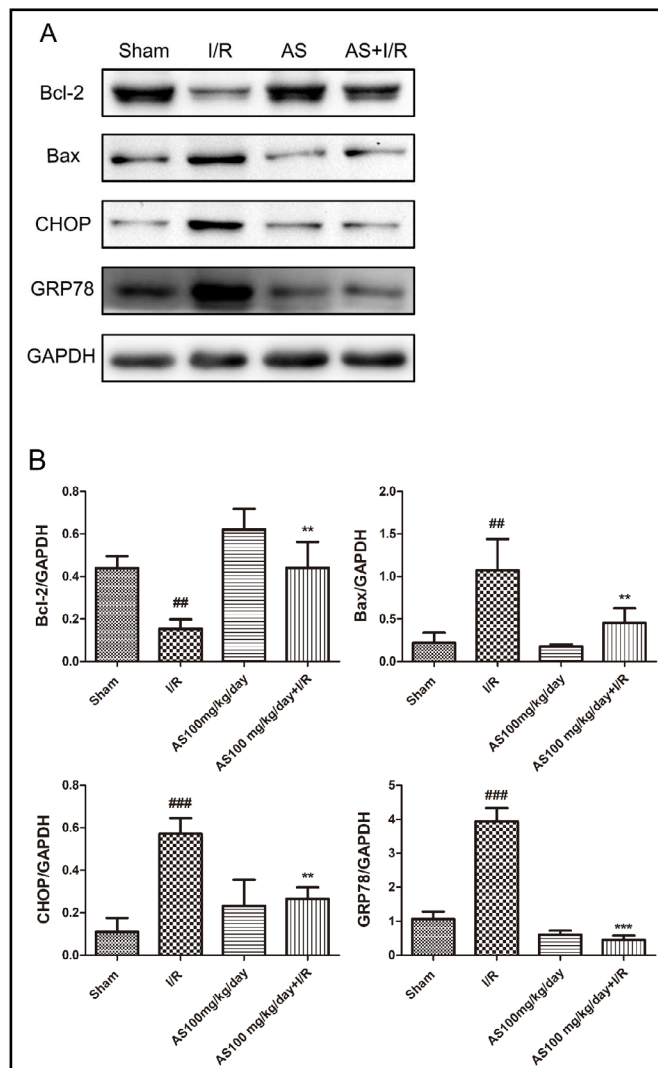 A
Sham I/R AS AS+I/R
Bcl-2
Bax
CHOP
GRP78
GAPDH
B
Bcl-2/GAPDH
0.8
0.6
0.4
0.2
0.0
##
**
Sham
I/R
AS100mg/kg/day
AS100 mg/kg/day+I/R
Bax/GAPDH
2.0
1.5
1.0
0.5
0.0
##
**
Sham
I/R
AS100mg/kg/day
AS100 mg/kg/day+I/R
CHOP/GAPDH
0.8
0.6
0.4
0.2
0.0
###
**
Sham
I/R
AS100mg/kg/day
AS100 mg/kg/day+I/R
GRP78/GAPDH
5
4
3
2
1
0
###
***
Sham
I/R
AS100mg/kg/day
AS100 mg/kg/day+I/R